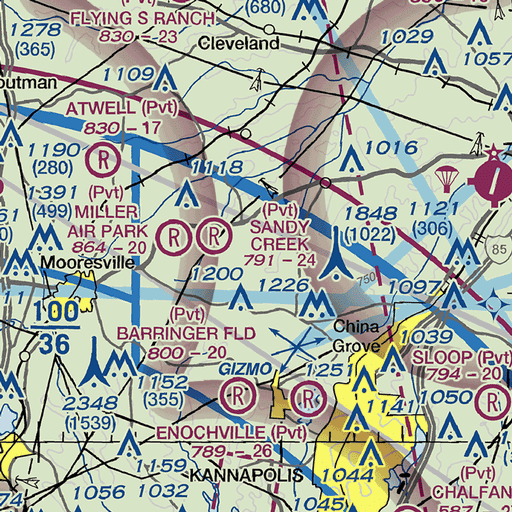 FLYING S RANCH
830 - 23
(680)
1278
(365)
Cleveland
1029
1057
1109
outman
ATWELL (Pvt)
830 - 17
1190
(280)
1118
1016
1391
(499)
(Pvt)
MILLER
AIR PARK
864 - 20
(Pvt)
SANDY
CREEK
791 - 24
1848
(1022)
1121
(306)
85
Mooresville
1200
750
1226
1097
11
100
36
(Pvt)
BARRINGER FLD
800 - 20
China
Grove
1039
SLOOP (Pvt)
794 - 20
GIZMO
1251
1152
(355)
2348
(1539)
1141
1050
ENOCHVILLE (Pvt)
789 - 26
1159
KANNAPOLIS
1044
(Pvt)
CHALFAN
587 - 2
74
1056
1032
1045